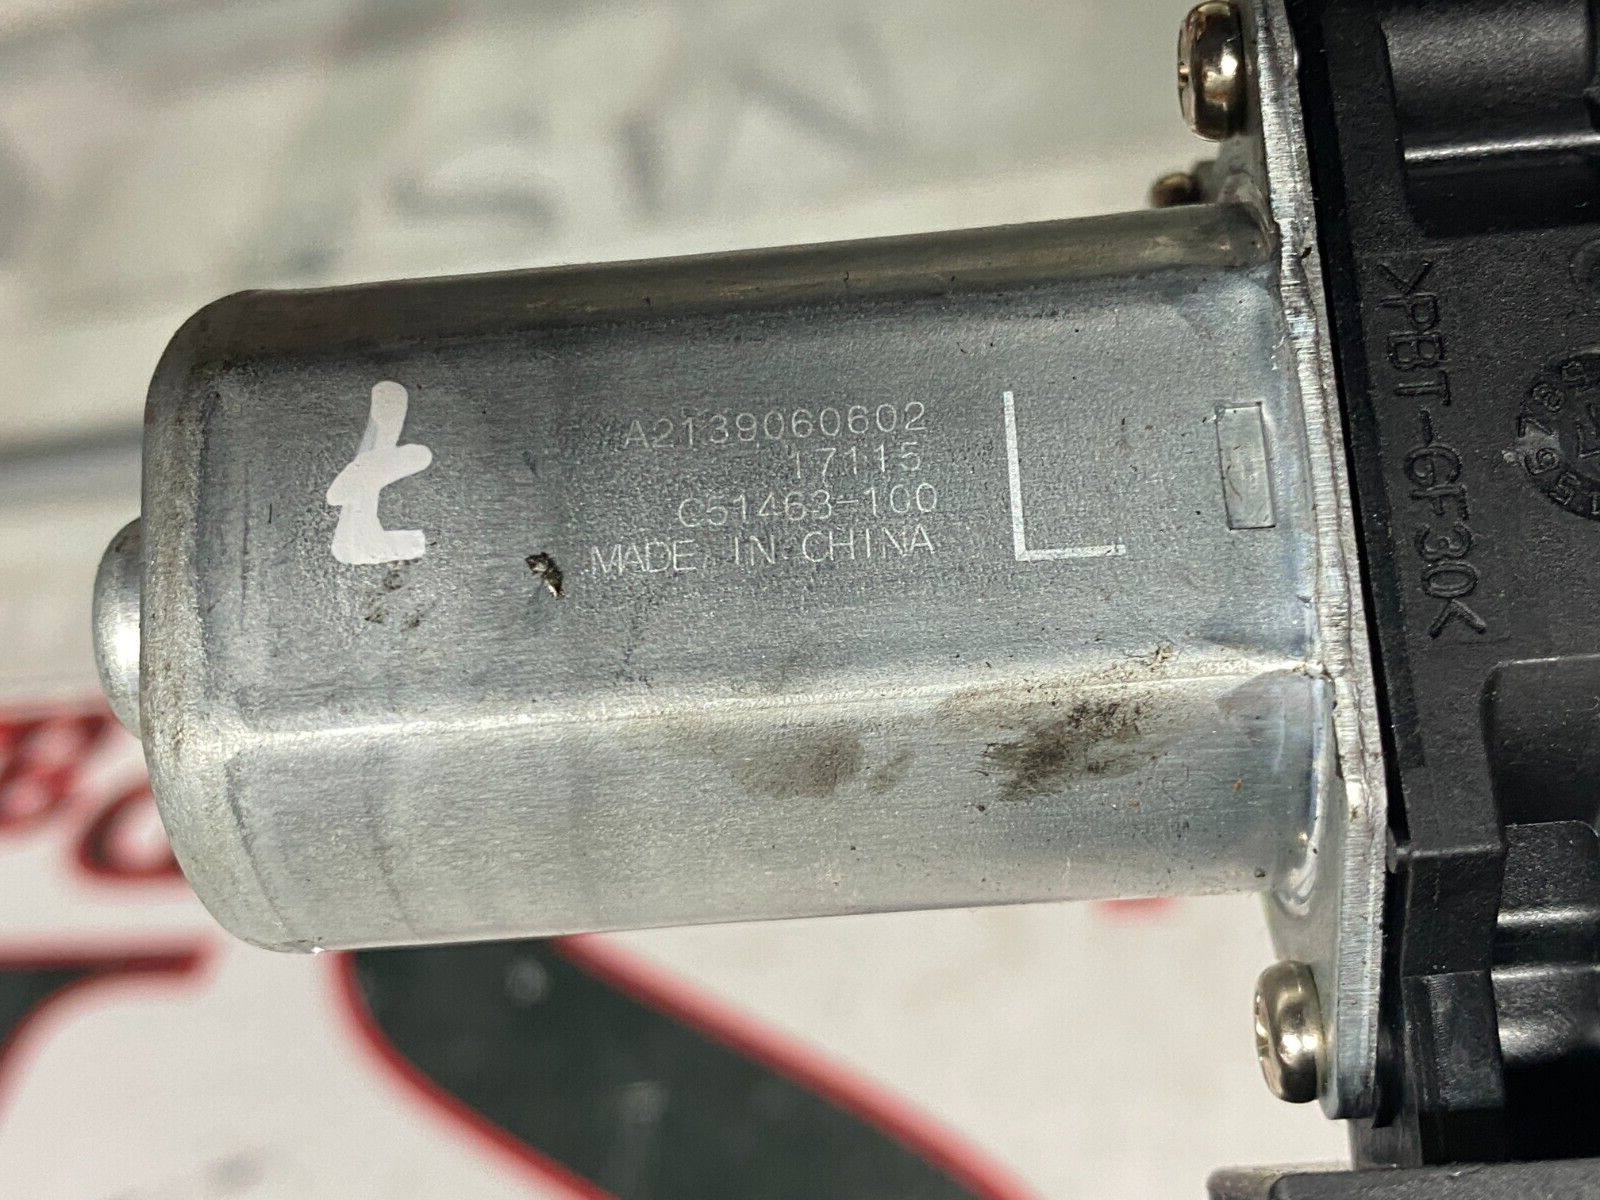 A2139060602
17115
C51463-100
MADE IN CHINA
L
>PBT-GF30<